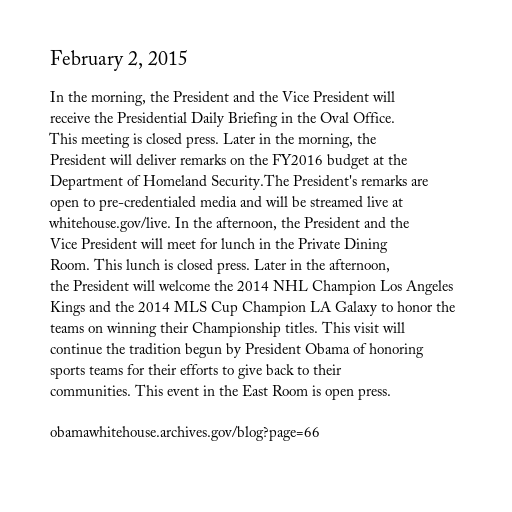 February 2, 2015
In the morning, the President and the Vice President will
receive the Presidential Daily Briefing in the Oval Office.
This meeting is closed press. Later in the morning, the
President will deliver remarks on the FY2016 budget at the
Department of Homeland Security.The President's remarks are
open to pre-credentialed media and will be streamed live at
whitehouse.gov/live. In the afternoon, the President and the
Vice President will meet for lunch in the Private Dining
Room. This lunch is closed press. Later in the afternoon,
the President will welcome the 2014 NHL Champion Los Angeles
Kings and the 2014 MLS Cup Champion LA Galaxy to honor the
teams on winning their Championship titles. This visit will
continue the tradition begun by President Obama of honoring
sports teams for their efforts to give back to their
communities. This event in the East Room is open press.
obamawhitehouse.archives.gov/blog?page=66